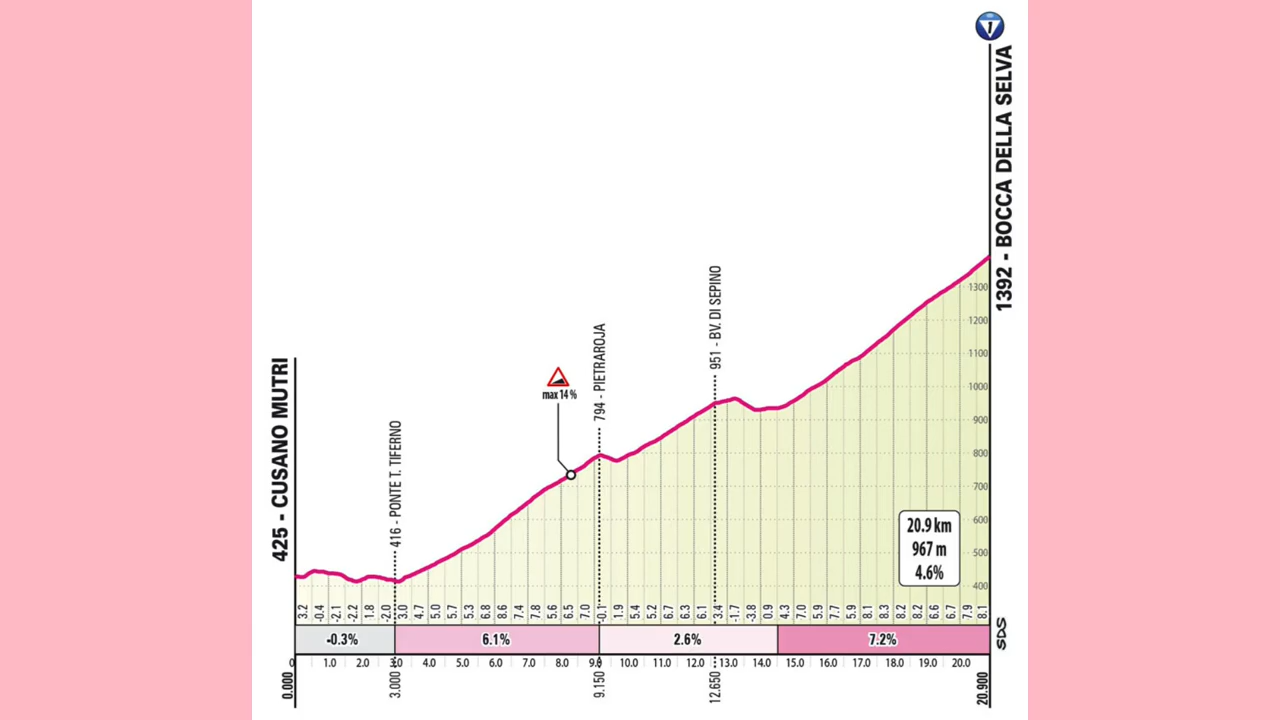 1
1392 - BOCCA DELLA SELVA
951 - BV. DI SEPINO
794 - PIETRAROJA
max 14 %
416 - PONTE T. TIFERNO
425 - CUSANO MUTRI
1300
1200
1100
1000
900
800
700
600
500
400
20.9 km
967 m
4.6%
3.2 -0.4 -2.1 -2.2 1.8 -2.0 3.0 4.7 5.0 5.7 5.3 6.8 8.6 7.4 7.8 5.6 6.5 7.0 -0.1 1.9 5.4 5.2 6.7 6.3 6.1 3.4 -1.7 -3.8 0.9 4.3 7.0 5.9 7.7 5.9 8.1 8.3 8.2 8.2 6.6 6.7 7.9 8.1
-0.3% 6.1% 2.6% 7.2%
SDS
0 1.0 2.0 3.0 4.0 5.0 6.0 7.0 8.0 9.0 10.0 11.0 12.0 13.0 14.0 15.0 16.0 17.0 18.0 19.0 20.0
0.000 3.000 9.150 12.650 20.900